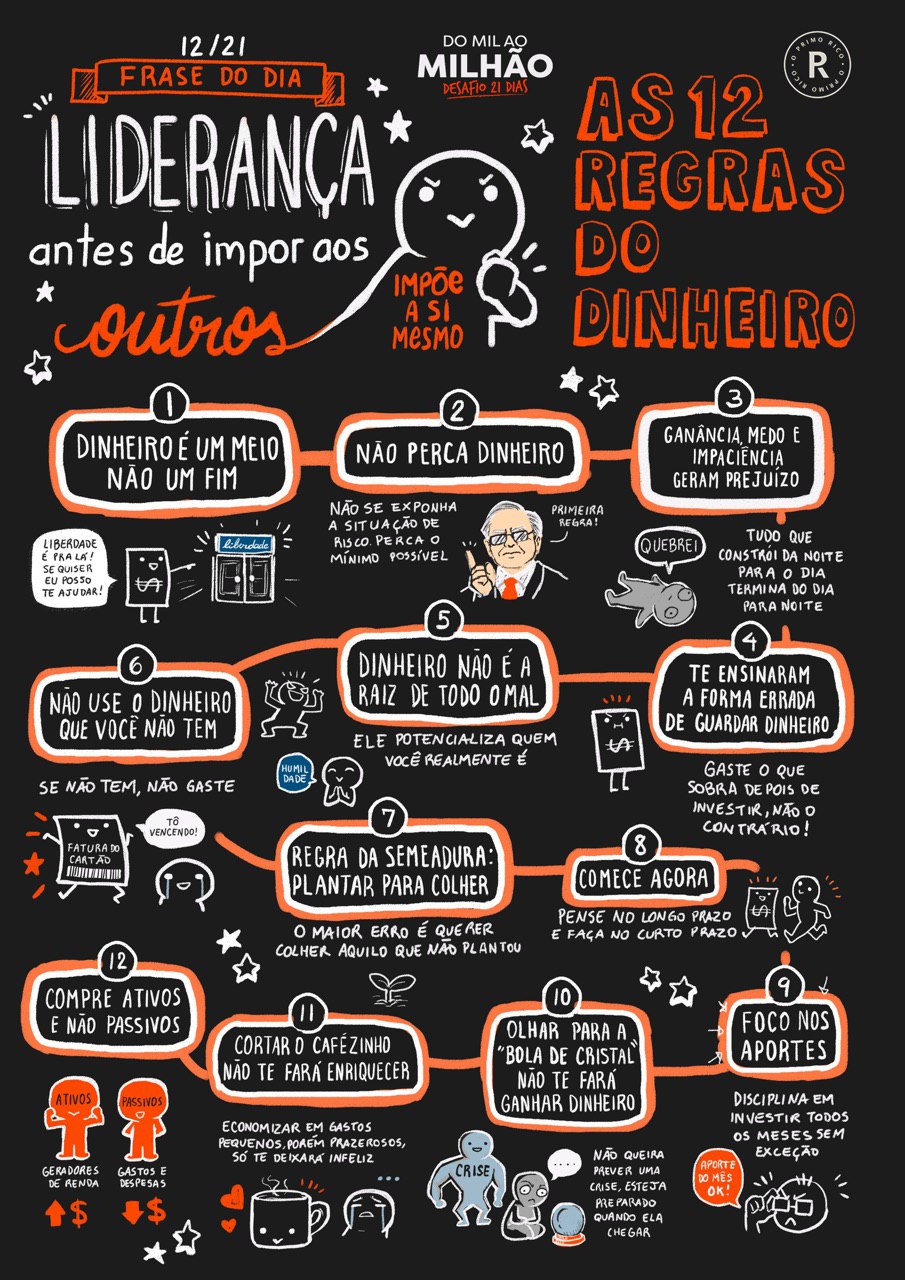 12/21
FRASE DO DIA
LIDERANÇA
antes de impor aos
outros
IMPÕE
A SI
MESMO
DO MIL AO
MILHÃO
DESAFIO 21 DIAS
O PRIMO RICO · O PRIMO RICO ·
R
AS 12
REGRAS
DO
DINHEIRO
1
DINHEIRO É UM MEIO
NÃO UM FIM
LIBERDADE
É PRA LÁ!
SE QUISER
EU POSSO
TE AJUDAR!
$
liberdade
2
NÃO PERCA DINHEIRO
NÃO SE EXPONHA
A SITUAÇÃO DE
RISCO. PERCA O
MÍNIMO POSSÍVEL
PRIMEIRA
REGRA!
3
GANÂNCIA, MEDO E
IMPACIÊNCIA
GERAM PREJUÍZO
QUEBREI
TUDO QUE
CONSTRÓI DA NOITE
PARA O DIA
TERMINA DO DIA
PARA NOITE
4
TE ENSINARAM
A FORMA ERRADA
DE GUARDAR DINHEIRO
$
GASTE O QUE
SOBRA DEPOIS DE
INVESTIR, NÃO O
CONTRÁRIO!
5
DINHEIRO NÃO É A
RAIZ DE TODO O MAL
ELE POTENCIALIZA QUEM
VOCÊ REALMENTE É
HUMIL
DADE
6
NÃO USE O DINHEIRO
QUE VOCÊ NÃO TEM
SE NÃO TEM, NÃO GASTE
FATURA DO
CARTÃO
TÔ
VENCENDO!
7
REGRA DA SEMEADURA:
PLANTAR PARA COLHER
O MAIOR ERRO É QUERER
COLHER AQUILO QUE NÃO PLANTOU
8
COMECE AGORA
PENSE NO LONGO PRAZO
E FAÇA NO CURTO PRAZO
$
9
FOCO NOS
APORTES
DISCIPLINA EM
INVESTIR TODOS
OS MESES SEM
EXCEÇÃO
APORTE
DO MÊS
OK!
10
OLHAR PARA A
"BOLA DE CRISTAL"
NÃO TE FARÁ
GANHAR DINHEIRO
CRISE
....
NÃO QUEIRA
PREVER UMA
CRISE, ESTEJA
PREPARADO
QUANDO ELA
CHEGAR
11
CORTAR O CAFÉZINHO
NÃO TE FARÁ ENRIQUECER
ECONOMIZAR EM GASTOS
PEQUENOS, PORÉM PRAZEROSOS,
SÓ TE DEIXARÁ INFELIZ
...
12
COMPRE ATIVOS
E NÃO PASSIVOS
ATIVOS
GERADORES
DE RENDA
$
PASSIVOS
GASTOS E
DESPESAS
$